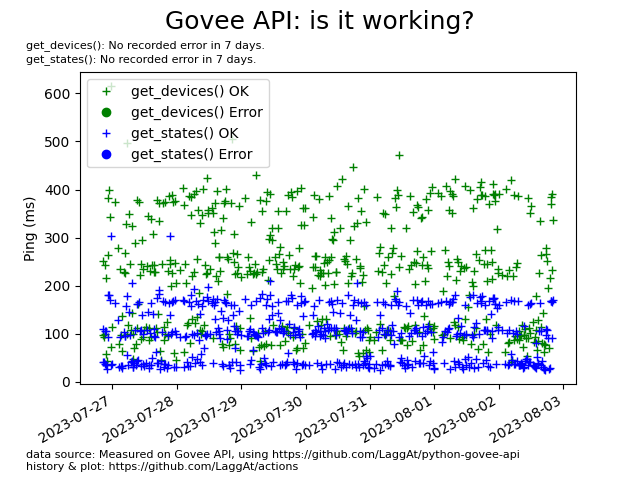 Govee API: is it working?
get_devices(): No recorded error in 7 days.
get_states(): No recorded error in 7 days.
get_devices() OK
get_devices() Error
get_states() OK
get_states() Error
Ping (ms)
600
500
400
300
200
100
0
2023-07-27
2023-07-28
2023-07-29
2023-07-30
2023-07-31
2023-08-01
2023-08-02
2023-08-03
data source: Measured on Govee API, using https://github.com/LaggAt/python-govee-api
history & plot: https://github.com/LaggAt/actions